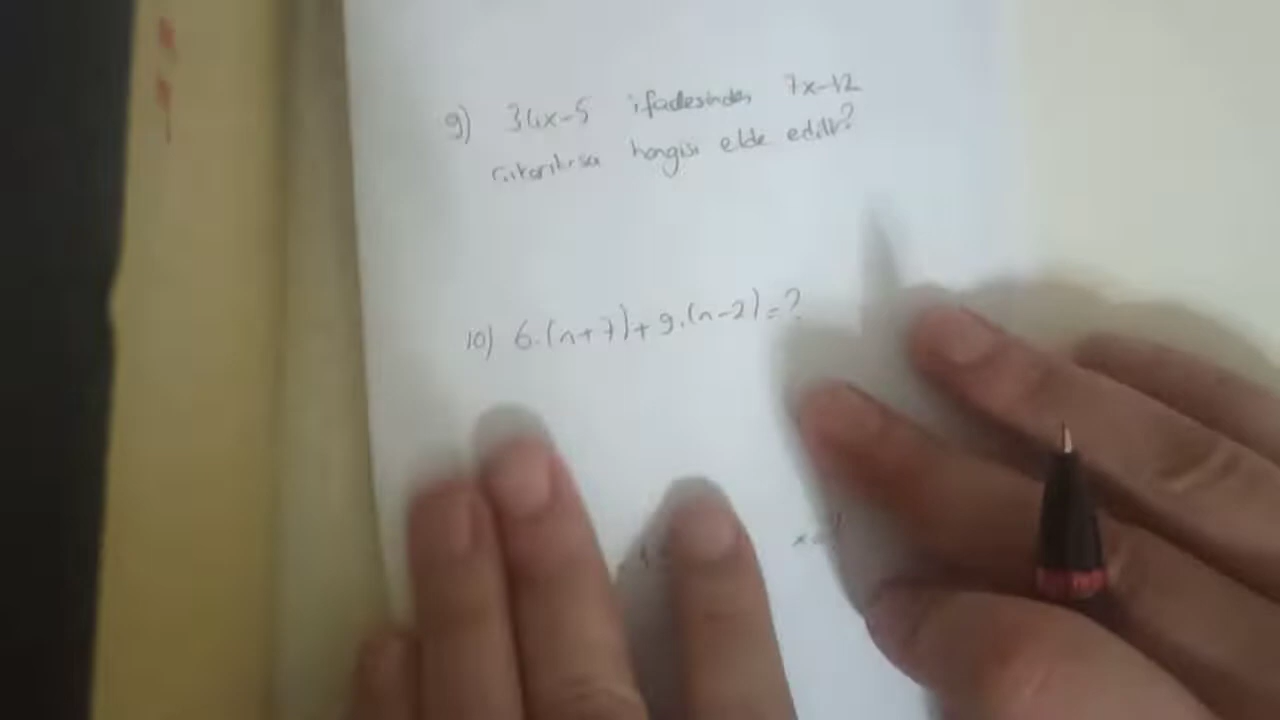 9) 34x-5 ifadesinden 7x-12
çıkarılırsa hangisi elde edilir?
10) 6.(n+7)+9.(n-2)=?